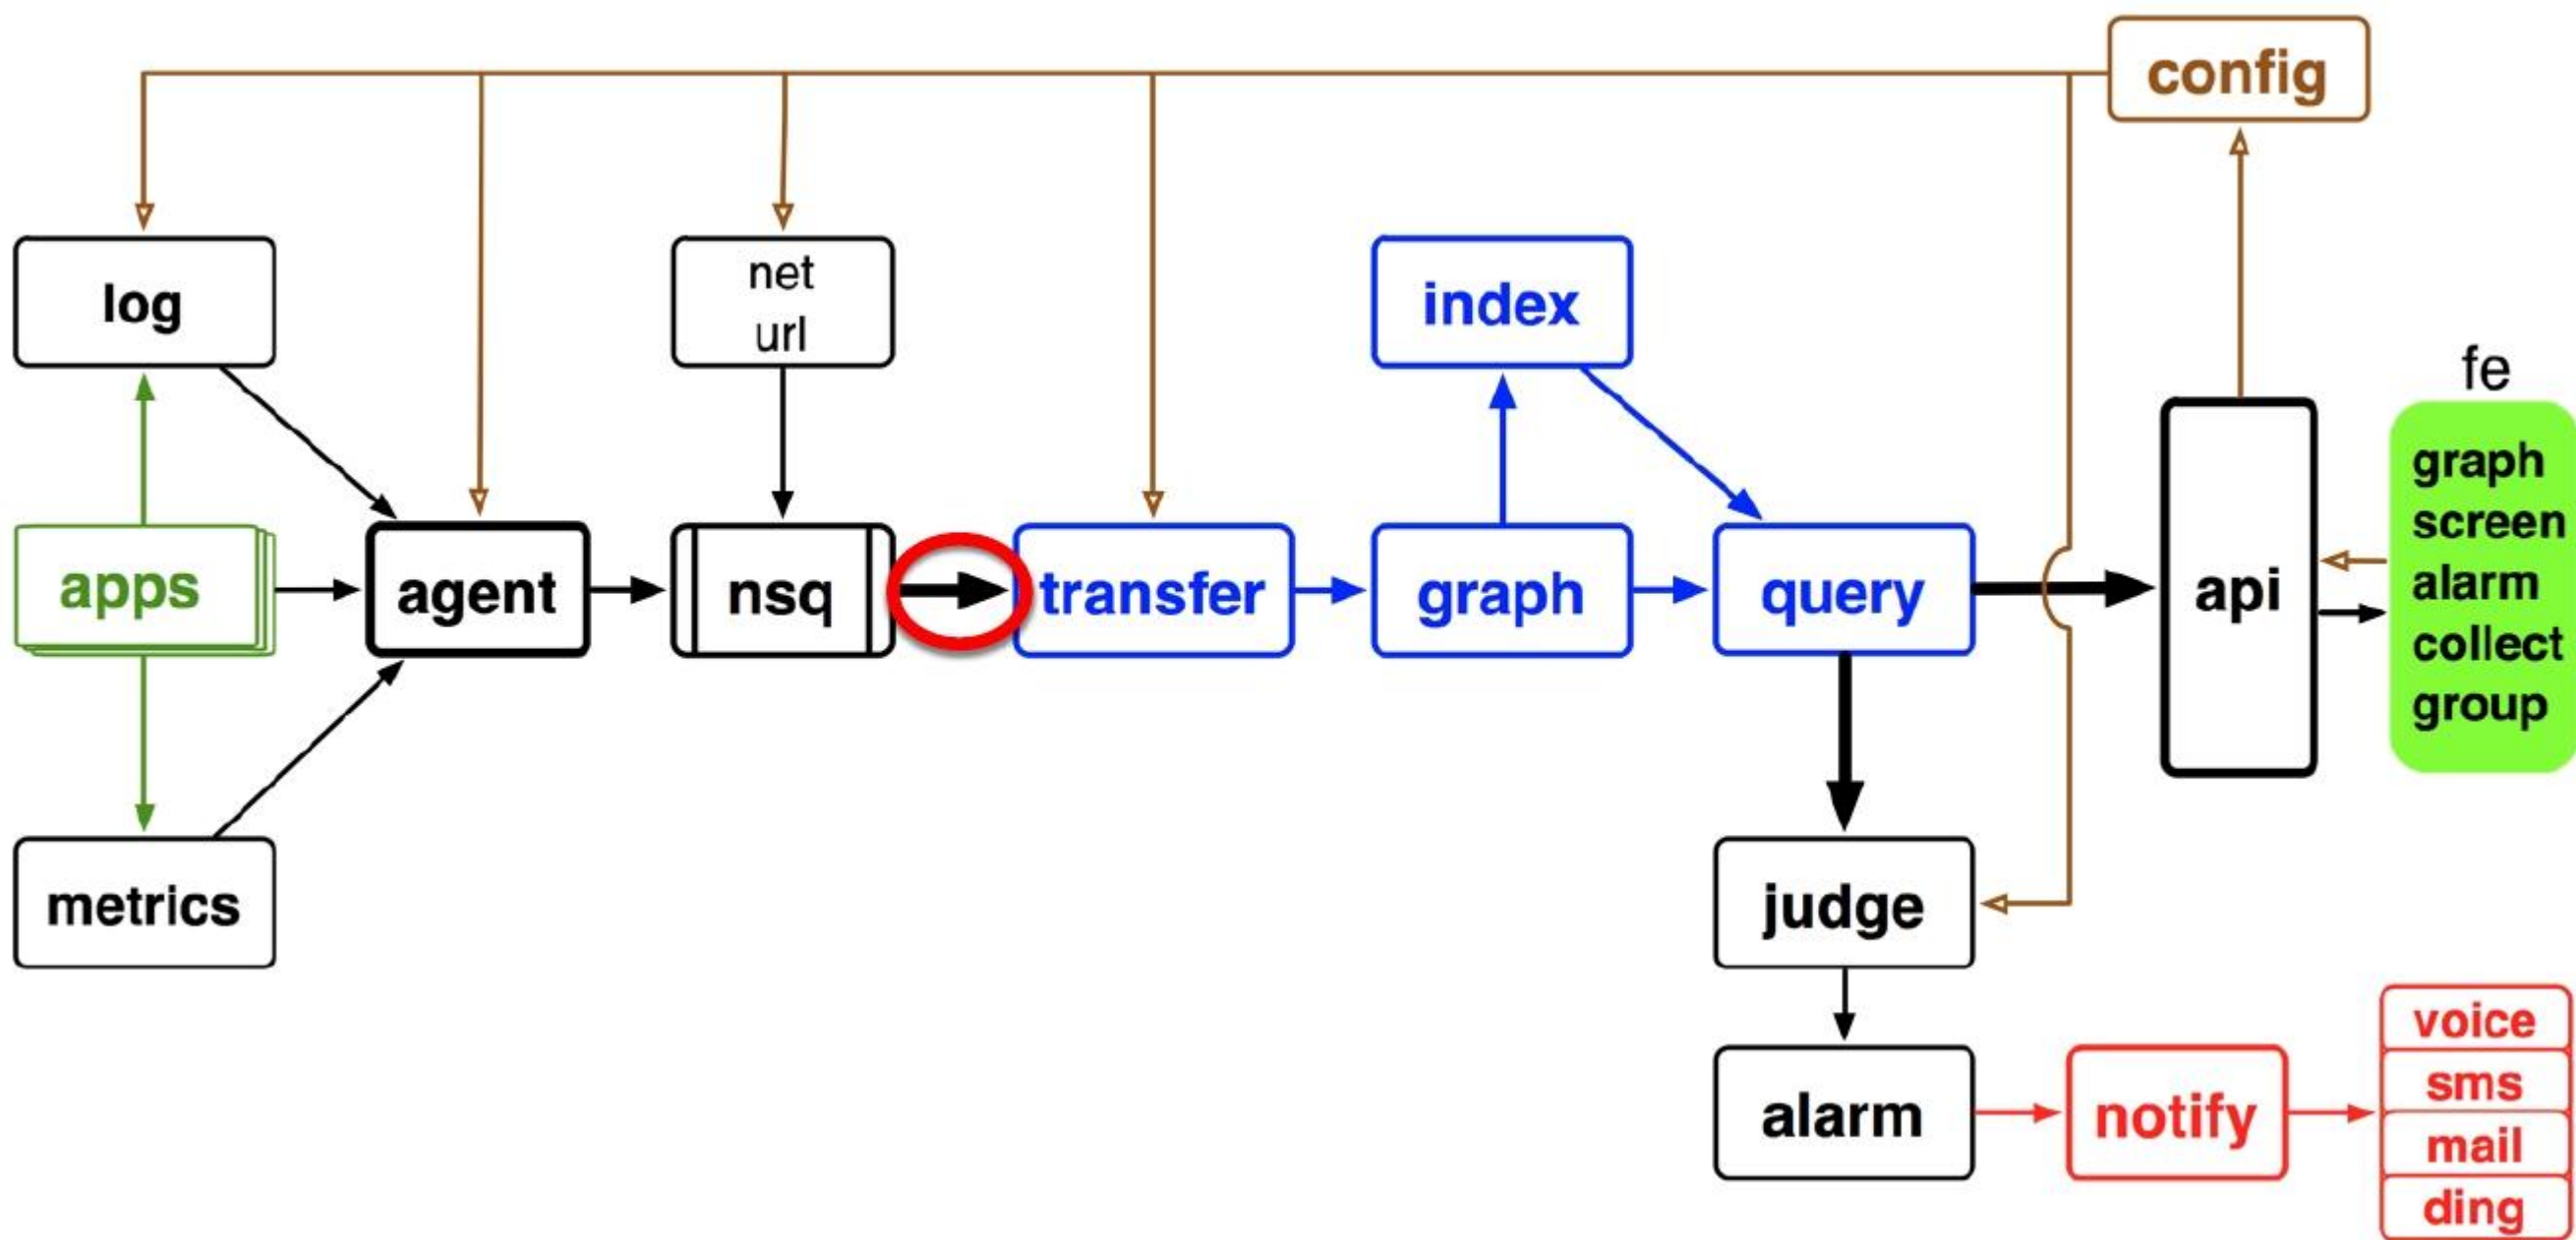 config
log
net
url
index
fe
graph
screen
alarm
collect
group
apps
agent
nsq
transfer
graph
query
api
metrics
judge
alarm
notify
voice
sms
mail
ding